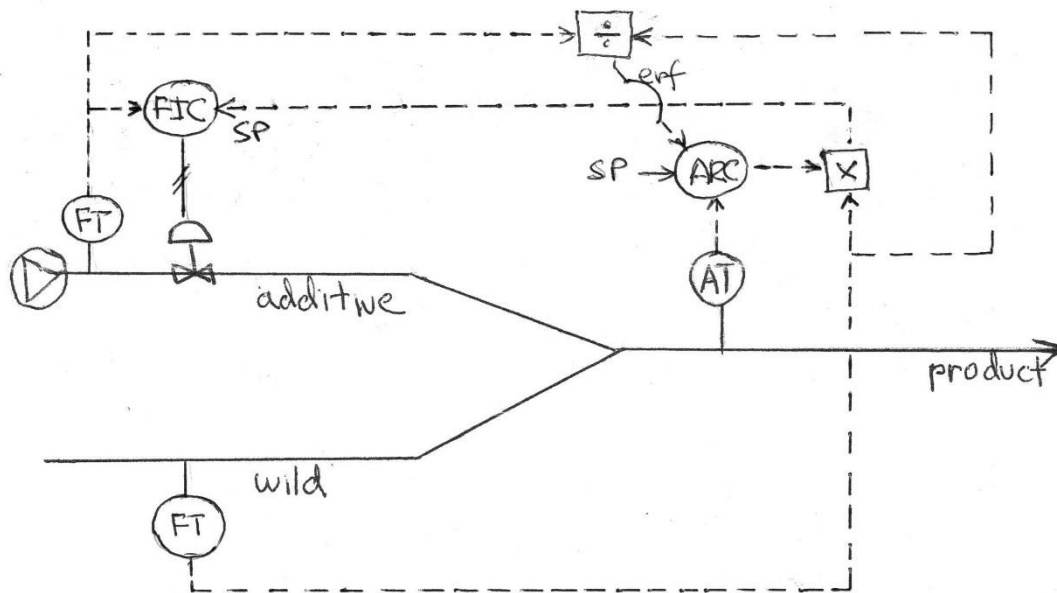 ÷
erf
FIC
SP
SP
ARC
X
FT
AT
additive
product
wild
FT